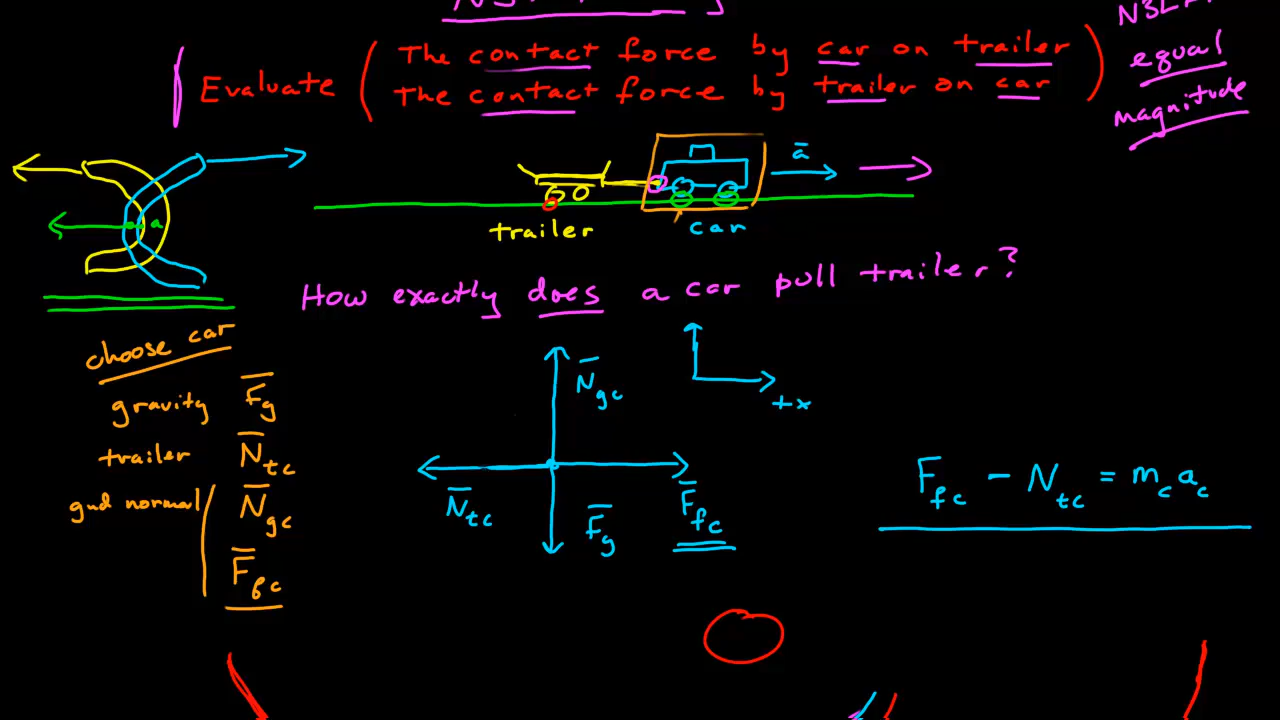 N3LP
Evaluate
The contact force by car on trailer
The contact force by trailer on car
equal
magnitude
a
ā
trailer
car
How exactly does a car pull trailer?
choose car
gravity F̅g
trailer N̅tc
gnd normal N̅gc
F̅fc
N̅gc
+x
N̅tc
F̅g
F̅fc
Ffc - Ntc = mcac